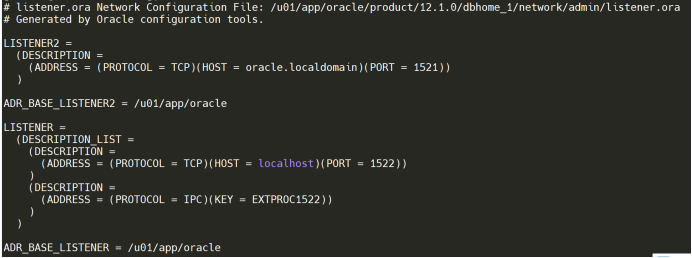 # listener.ora Network Configuration File: /u01/app/oracle/product/12.1.0/dbhome_1/network/admin/listener.ora
# Generated by Oracle configuration tools.
LISTENER2 =
(DESCRIPTION =
(ADDRESS = (PROTOCOL = TCP)(HOST = oracle.localdomain)(PORT = 1521))
)
ADR_BASE_LISTENER2 = /u01/app/oracle
LISTENER =
(DESCRIPTION_LIST =
(DESCRIPTION =
(ADDRESS = (PROTOCOL = TCP)(HOST = localhost)(PORT = 1522))
)
(DESCRIPTION =
(ADDRESS = (PROTOCOL = IPC)(KEY = EXTPROC1522))
)
)
ADR_BASE_LISTENER = /u01/app/oracle